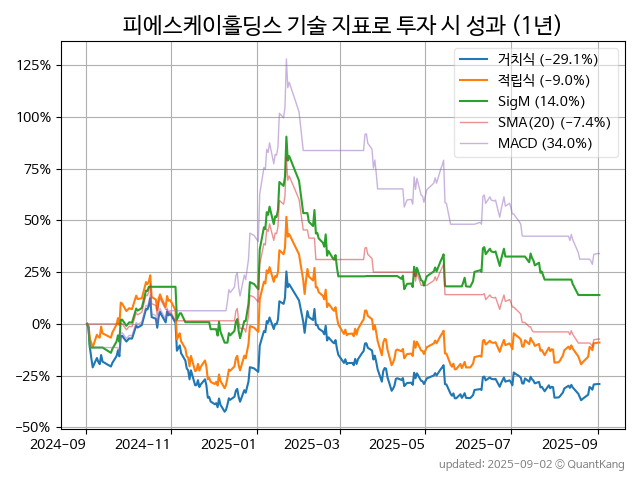 피에스케이홀딩스 기술 지표로 투자 시 성과 (1년)
거치식 (-29.1%)
적립식 (-9.0%)
SigM (14.0%)
SMA(20) (-7.4%)
MACD (34.0%)
125%
100%
75%
50%
25%
0%
-25%
-50%
2024-09
2024-11
2025-01
2025-03
2025-05
2025-07
2025-09
updated: 2025-09-02 © QuantKang